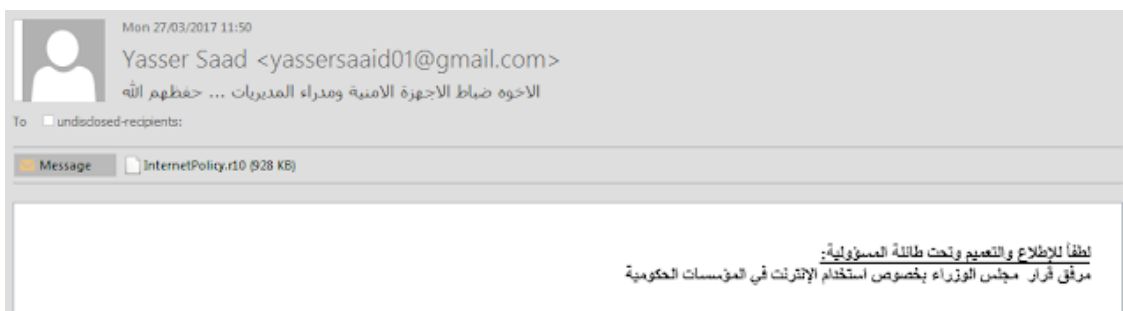 Mon 27/03/2017 11:50
Yasser Saad <yassersaaid01@gmail.com>
الاخوه ضباط الاجهزة الامنية ومدراء المديريات ... حفظهم الله
To undisclosed-recipients:
Message InternetPolicy.r10 (928 KB)
لطفاً للإطلاع والتعميم وتحت طائلة المسؤولية:
مرفق قرار مجلس الوزراء بخصوص استخدام الإنترنت في المؤسسات الحكومية